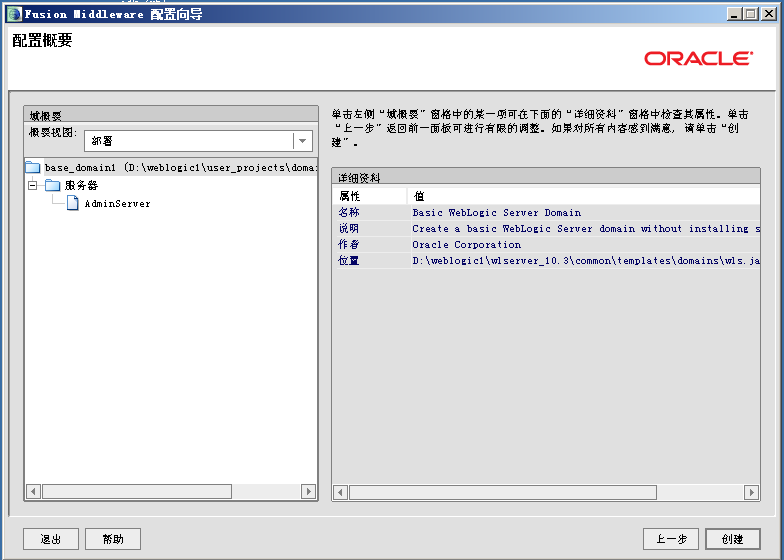 Fusion Middleware 配置向导
配置概要
ORACLE
域概要
概要视图:
部署
base_domain1 (D:\weblogic1\user_projects\domai
服务器
AdminServer
单击左侧“域概要”窗格中的某一项可在下面的“详细资料”窗格中检查其属性。单击
“上一步”返回前一面板可进行有限的调整。如果对所有内容感到满意, 请单击“创
建”。
详细资料
属性 值
名称 Basic WebLogic Server Domain
说明 Create a basic WebLogic Server domain without installing s
作者 Oracle Corporation
位置 D:\weblogic1\wlserver_10.3\common\templates\domains\wls.ja
退出 帮助 上一步 创建